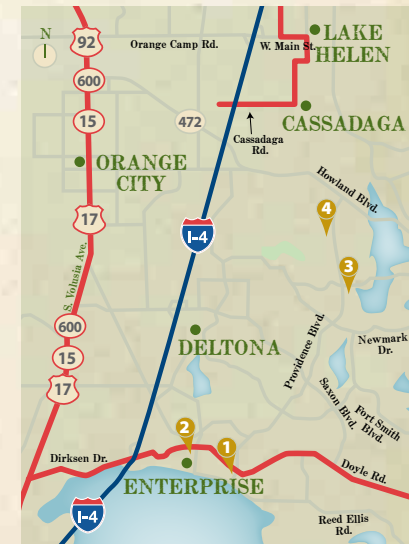 N
92
Orange Camp Rd.
W. Main St.
LAKE
HELEN
600
15
472
Cassadaga
Rd.
CASSADAGA
ORANGE
CITY
Howland Blvd.
4
17
I-4
3
S. Volusia Ave.
600
15
17
DELTONA
Providence Blvd.
Newmark
Dr.
Saxon Blvd.
Fort Smith
Blvd.
2
1
Dirksen Dr.
Doyle Rd.
ENTERPRISE
I-4
Reed Ellis
Rd.